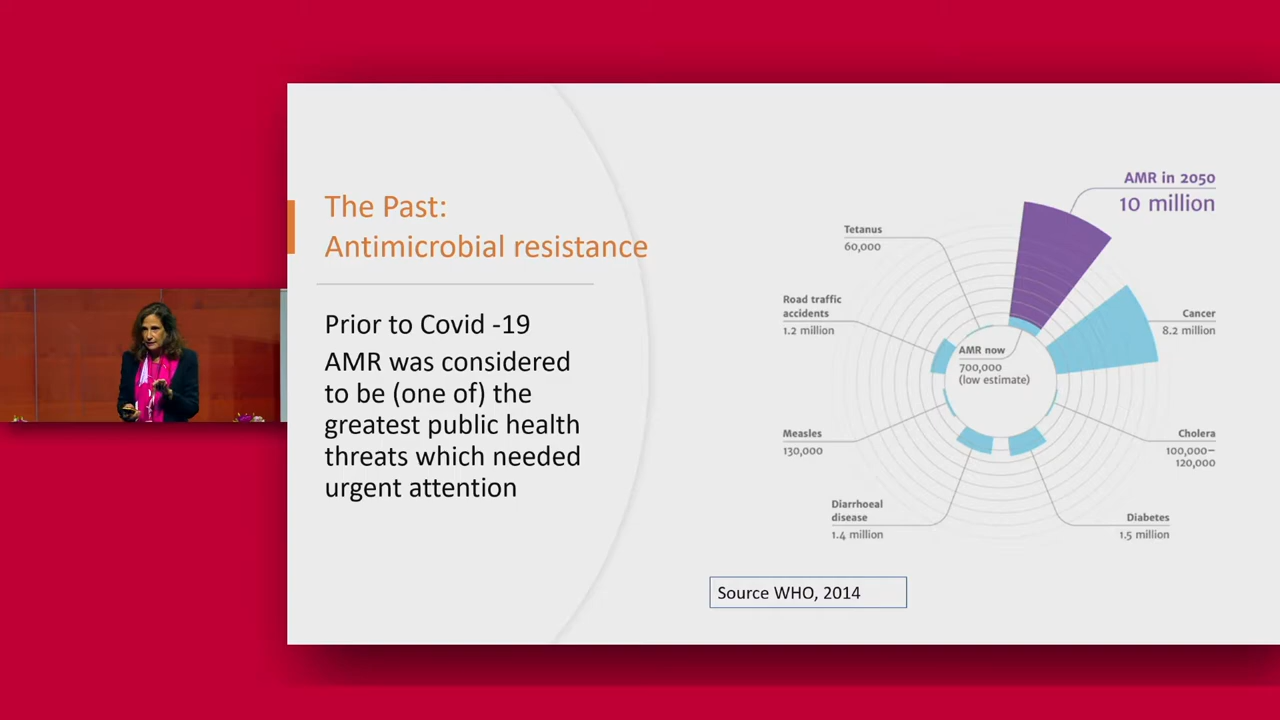 The Past:
Antimicrobial resistance
Prior to Covid -19
AMR was considered
to be (one of) the
greatest public health
threats which needed
urgent attention
AMR in 2050
10 million
Tetanus
60,000
Road traffic
accidents
1.2 million
Cancer
8.2 million
AMR now
700,000
(low estimate)
Measles
130,000
Cholera
100,000–
120,000
Diarrhoeal
disease
1.4 million
Diabetes
1.5 million
Source WHO, 2014